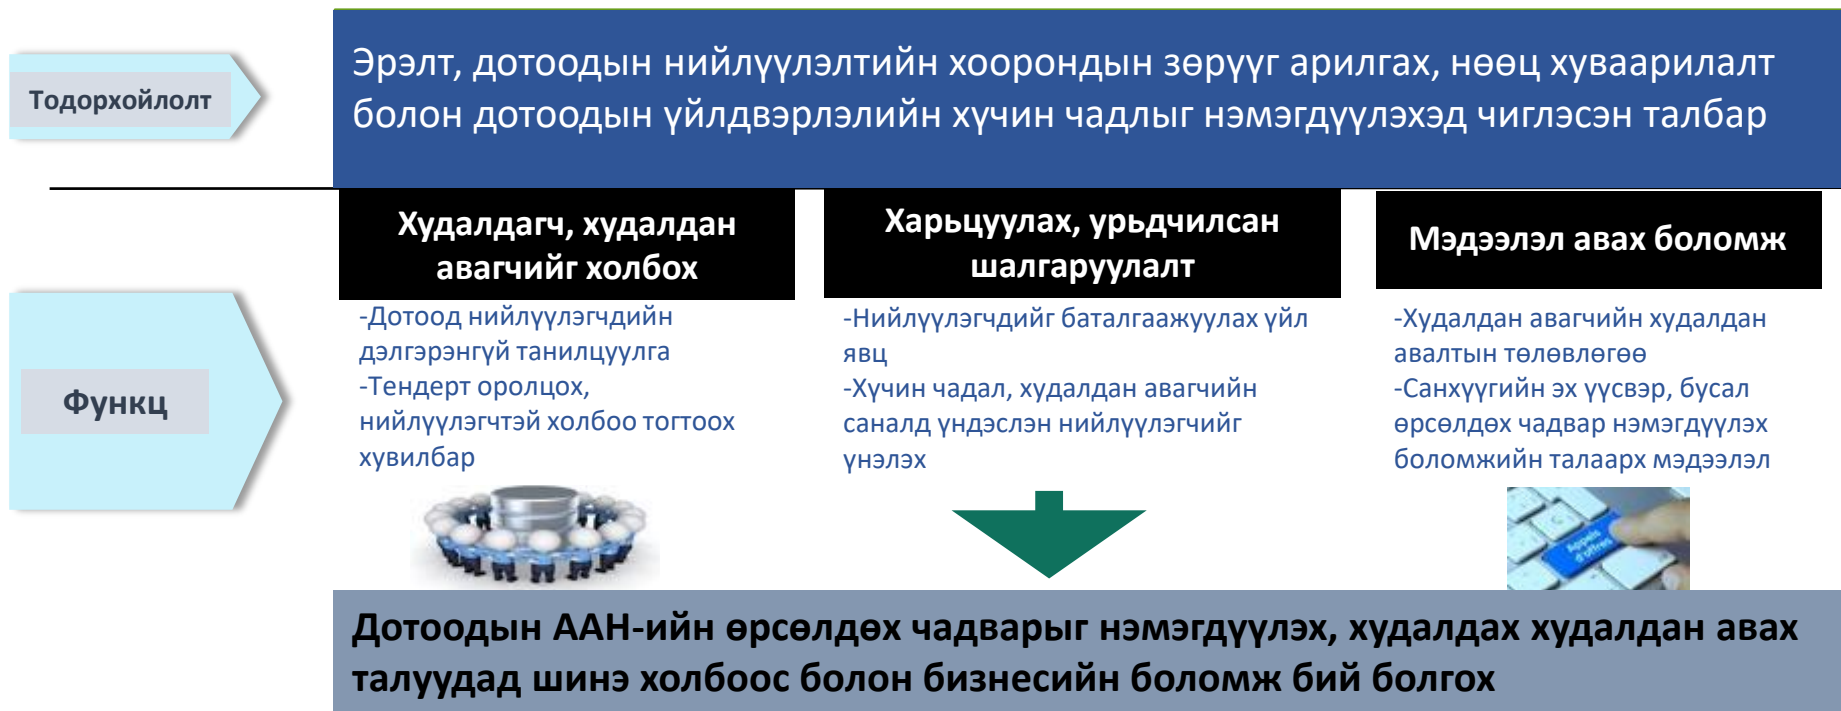 Тодорхойлолт
Эрэлт, дотоодын нийлүүлэлтийн хоорондын зөрүүг арилгах, нөөц хуваарилалт
болон дотоодын үйлдвэрлэлийн хүчин чадлыг нэмэгдүүлэхэд чиглэсэн талбар
Функц
Худалдагч, худалдан
авагчийг холбох
-Дотоод нийлүүлэгчдийн
дэлгэрэнгүй танилцуулга
-Тендерт оролцох,
нийлүүлэгчтэй холбоо тогтоох
хувилбар
Харьцуулах, урьдчилсан
шалгаруулалт
-Нийлүүлэгчдийг баталгаажуулах үйл
явц
-Хүчин чадал, худалдан авагчийн
саналд үндэслэн нийлүүлэгчийг
үнэлэх
Мэдээлэл авах боломж
-Худалдан авагчийн худалдан
авалтын төлөвлөгөө
-Санхүүгийн эх үүсвэр, бусал
өрсөлдөх чадвар нэмэгдүүлэх
боломжийн талаарх мэдээлэл
Appels
d'offres
Дотоодын ААН-ийн өрсөлдөх чадварыг нэмэгдүүлэх, худалдах худалдан авах
талуудад шинэ холбоос болон бизнесийн боломж бий болгох